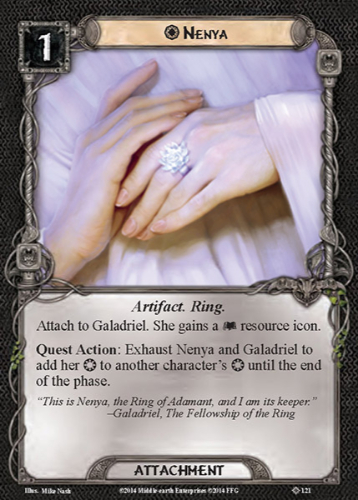 1
Nenya
Artifact. Ring.
Attach to Galadriel. She gains a resource icon.
Quest Action: Exhaust Nenya and Galadriel to
add her to another character's until the end
of the phase.
"This is Nenya, the Ring of Adamant, and I am its keeper."
–Galadriel, The Fellowship of the Ring
Illus. Mike Nash
ATTACHMENT
©2014 Middle-earth Enterprises ©2014 FFG
121